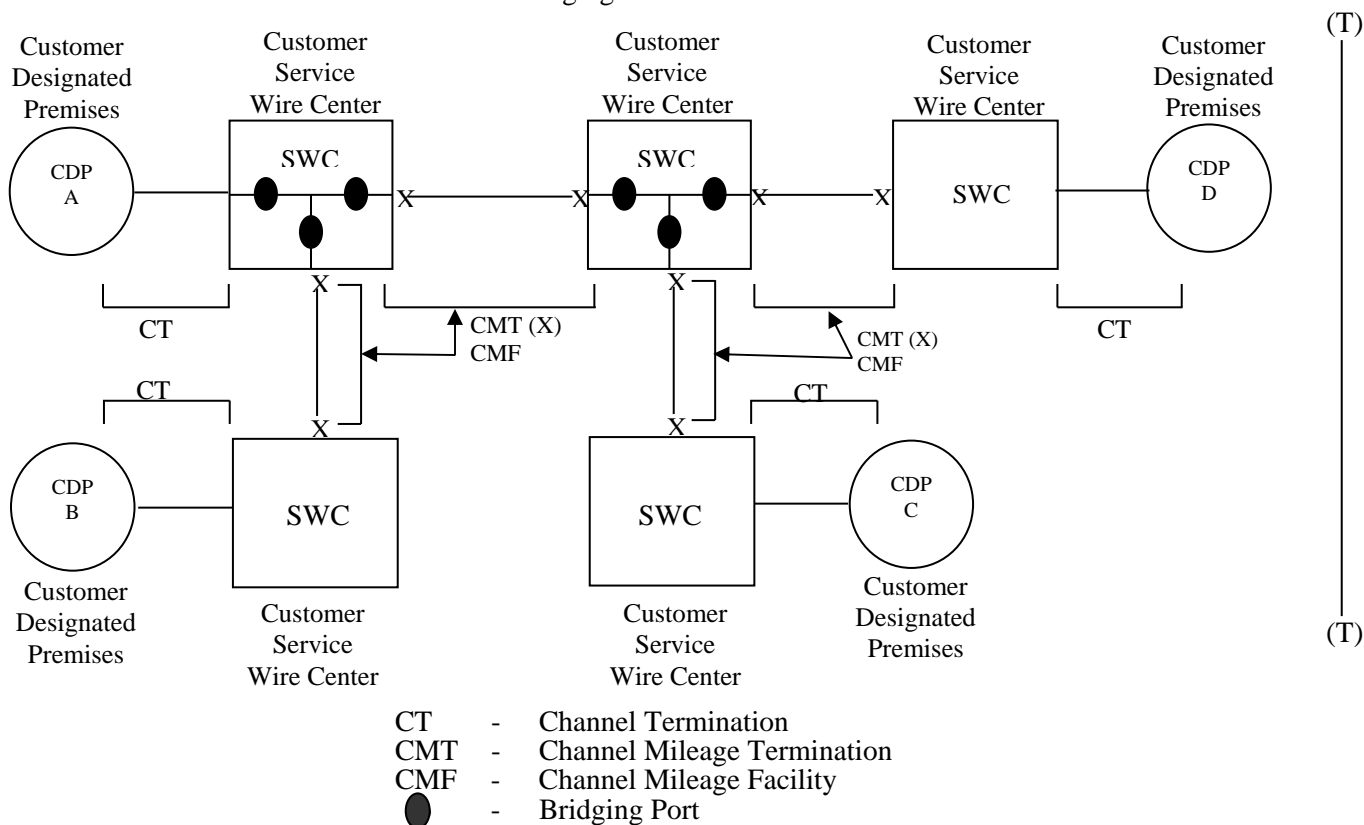 (T)
Customer
Designated
Premises
Customer
Service
Wire Center
Customer
Service
Wire Center
Customer
Service
Wire Center
Customer
Designated
Premises
CDP
A
SWC
X
X
SWC
X
X
SWC
CDP
D
X
X
CT
CMT (X)
CMF
CMT (X)
CMF
CT
CT
CT
X
X
CDP
B
SWC
SWC
CDP
C
Customer
Designated
Premises
Customer
Service
Wire Center
Customer
Service
Wire Center
Customer
Designated
Premises
(T)
CT - Channel Termination
CMT - Channel Mileage Termination
CMF - Channel Mileage Facility
- Bridging Port